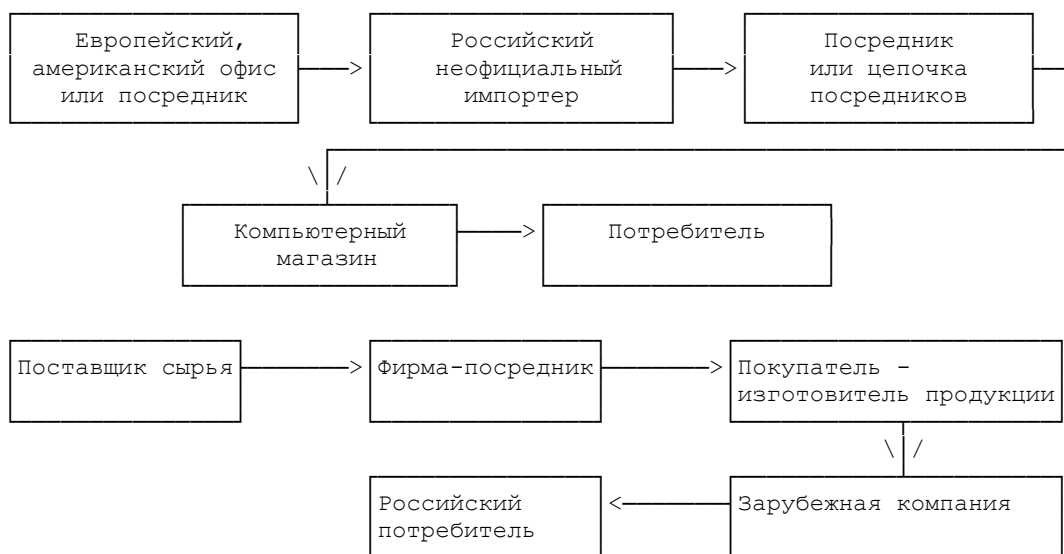 Европейский,
американский офис
или посредник
Российский
неофициальный
импортер
Посредник
или цепочка
посредников
Компьютерный
магазин
Потребитель
Поставщик сырья
Фирма-посредник
Покупатель -
изготовитель продукции
Российский
потребитель
Зарубежная компания